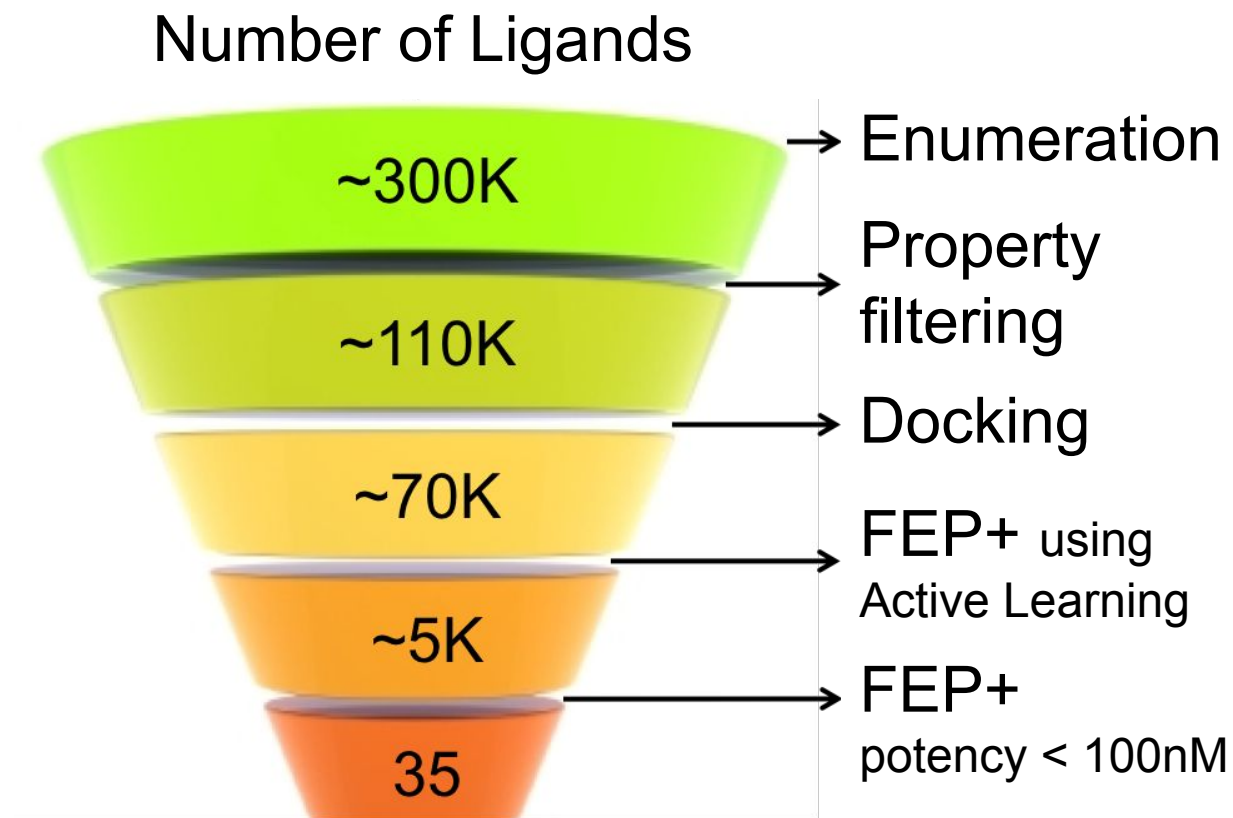 Number of Ligands
~300K
Enumeration
Property
filtering
~110K
Docking
~70K
FEP+ using
Active Learning
~5K
FEP+
potency < 100nM
35